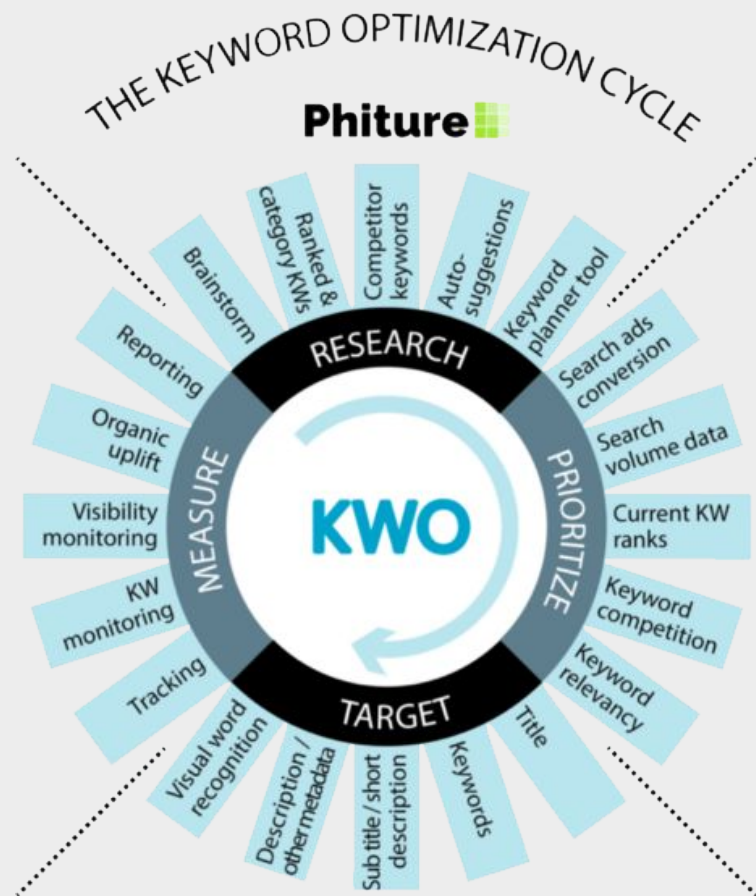 THE KEYWORD OPTIMIZATION CYCLE
Phiture
RESEARCH
Brainstorm
Ranked &
category KWs
Competitor
keywords
Auto-
suggestions
Keyword
planner tool
PRIORITIZE
Search ads
conversion
Search
volume data
Current KW
ranks
Keyword
competition
Keyword
relevancy
TARGET
Title
Keywords
Sub title / short
description
Description /
other metadata
Visual word
recognition
MEASURE
Tracking
KW
monitoring
Visibility
monitoring
Organic
uplift
Reporting
KWO